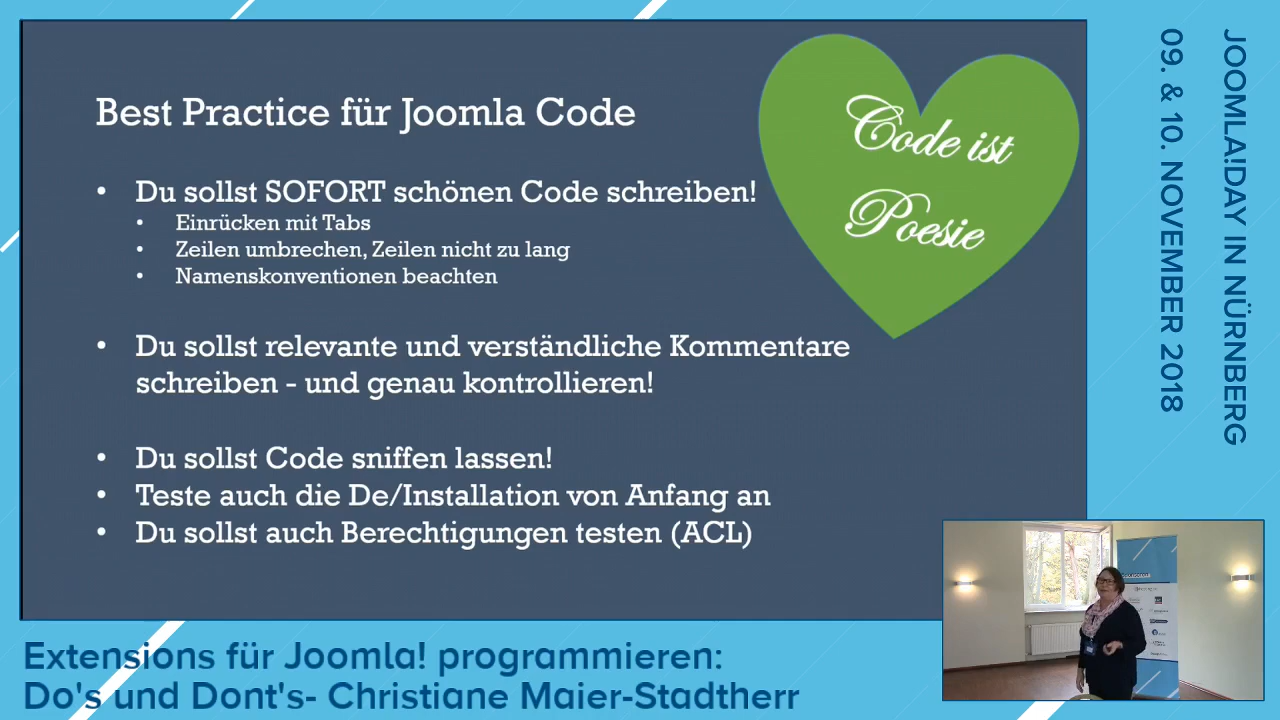 Best Practice für Joomla Code
Code ist
Poesie
• Du sollst SOFORT schönen Code schreiben!
• Einrücken mit Tabs
• Zeilen umbrechen, Zeilen nicht zu lang
• Namenskonventionen beachten
• Du sollst relevante und verständliche Kommentare
schreiben - und genau kontrollieren!
• Du sollst Code sniffen lassen!
• Teste auch die De/Installation von Anfang an
• Du sollst auch Berechtigungen testen (ACL)
JOOMLA!DAY IN NÜRNBERG
09. & 10. NOVEMBER 2018
Extensions für Joomla! programmieren:
Do's und Dont's- Christiane Maier-Stadtherr